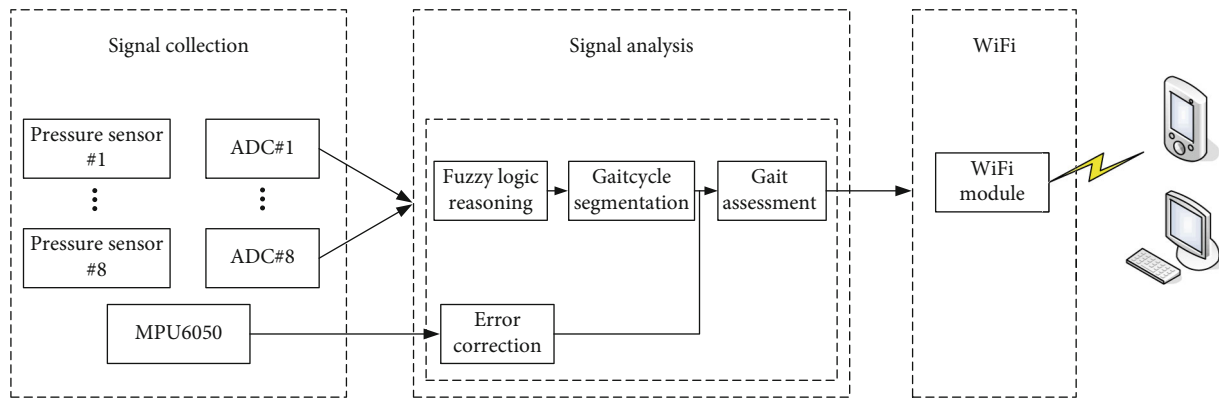 Signal collection
Signal analysis
WiFi
Pressure sensor
#1
ADC#1
Pressure sensor
#8
ADC#8
MPU6050
Fuzzy logic
reasoning
Gaitcycle
segmentation
Gait
assessment
Error
correction
WiFi
module